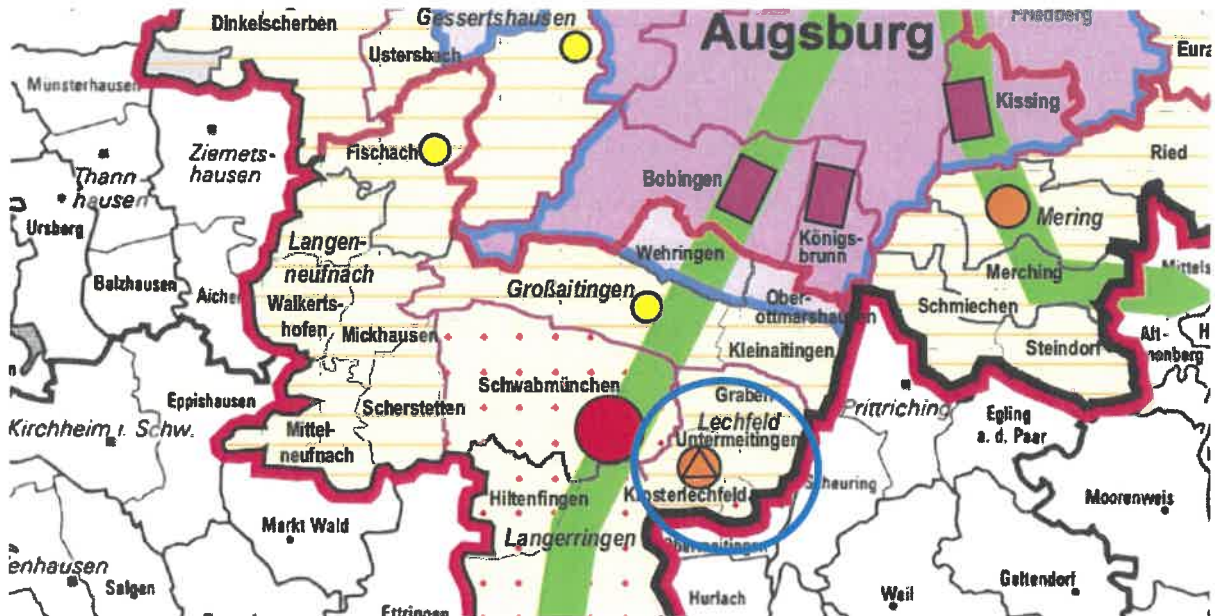 Dinkelscherben
Gessertshausen
Augsburg
Friedberg
Ustersbach
Münsterhausen
Kissing
Fischach
Ziemets-
hausen
Thann
hausen
Ried
Bobingen
Mering
Ursberg
Langen-
neufnach
Wehringen
Königs-
brunn
Merching
Balzhausen
Großaitingen
Ober-
ottmarshausen
Walkerts-
hofen
Schmiechen
Mickhausen
Kleinaitingen
Steindorf
Schwabmünchen
Eppishausen
Scherstetten
Graben
Prittriching
Lechfeld
Egling
a. d. Paar
Kirchheim i. Schw.
Mittel-
neufnach
Untermeitingen
Scheuring
Hiltenfingen
Klosterlechfeld
Moorenweis
Markt Wald
Langerringen
Obermeitingen
enhausen
Salgen
Geltendorf
Weil
Hurlach
Ettringen